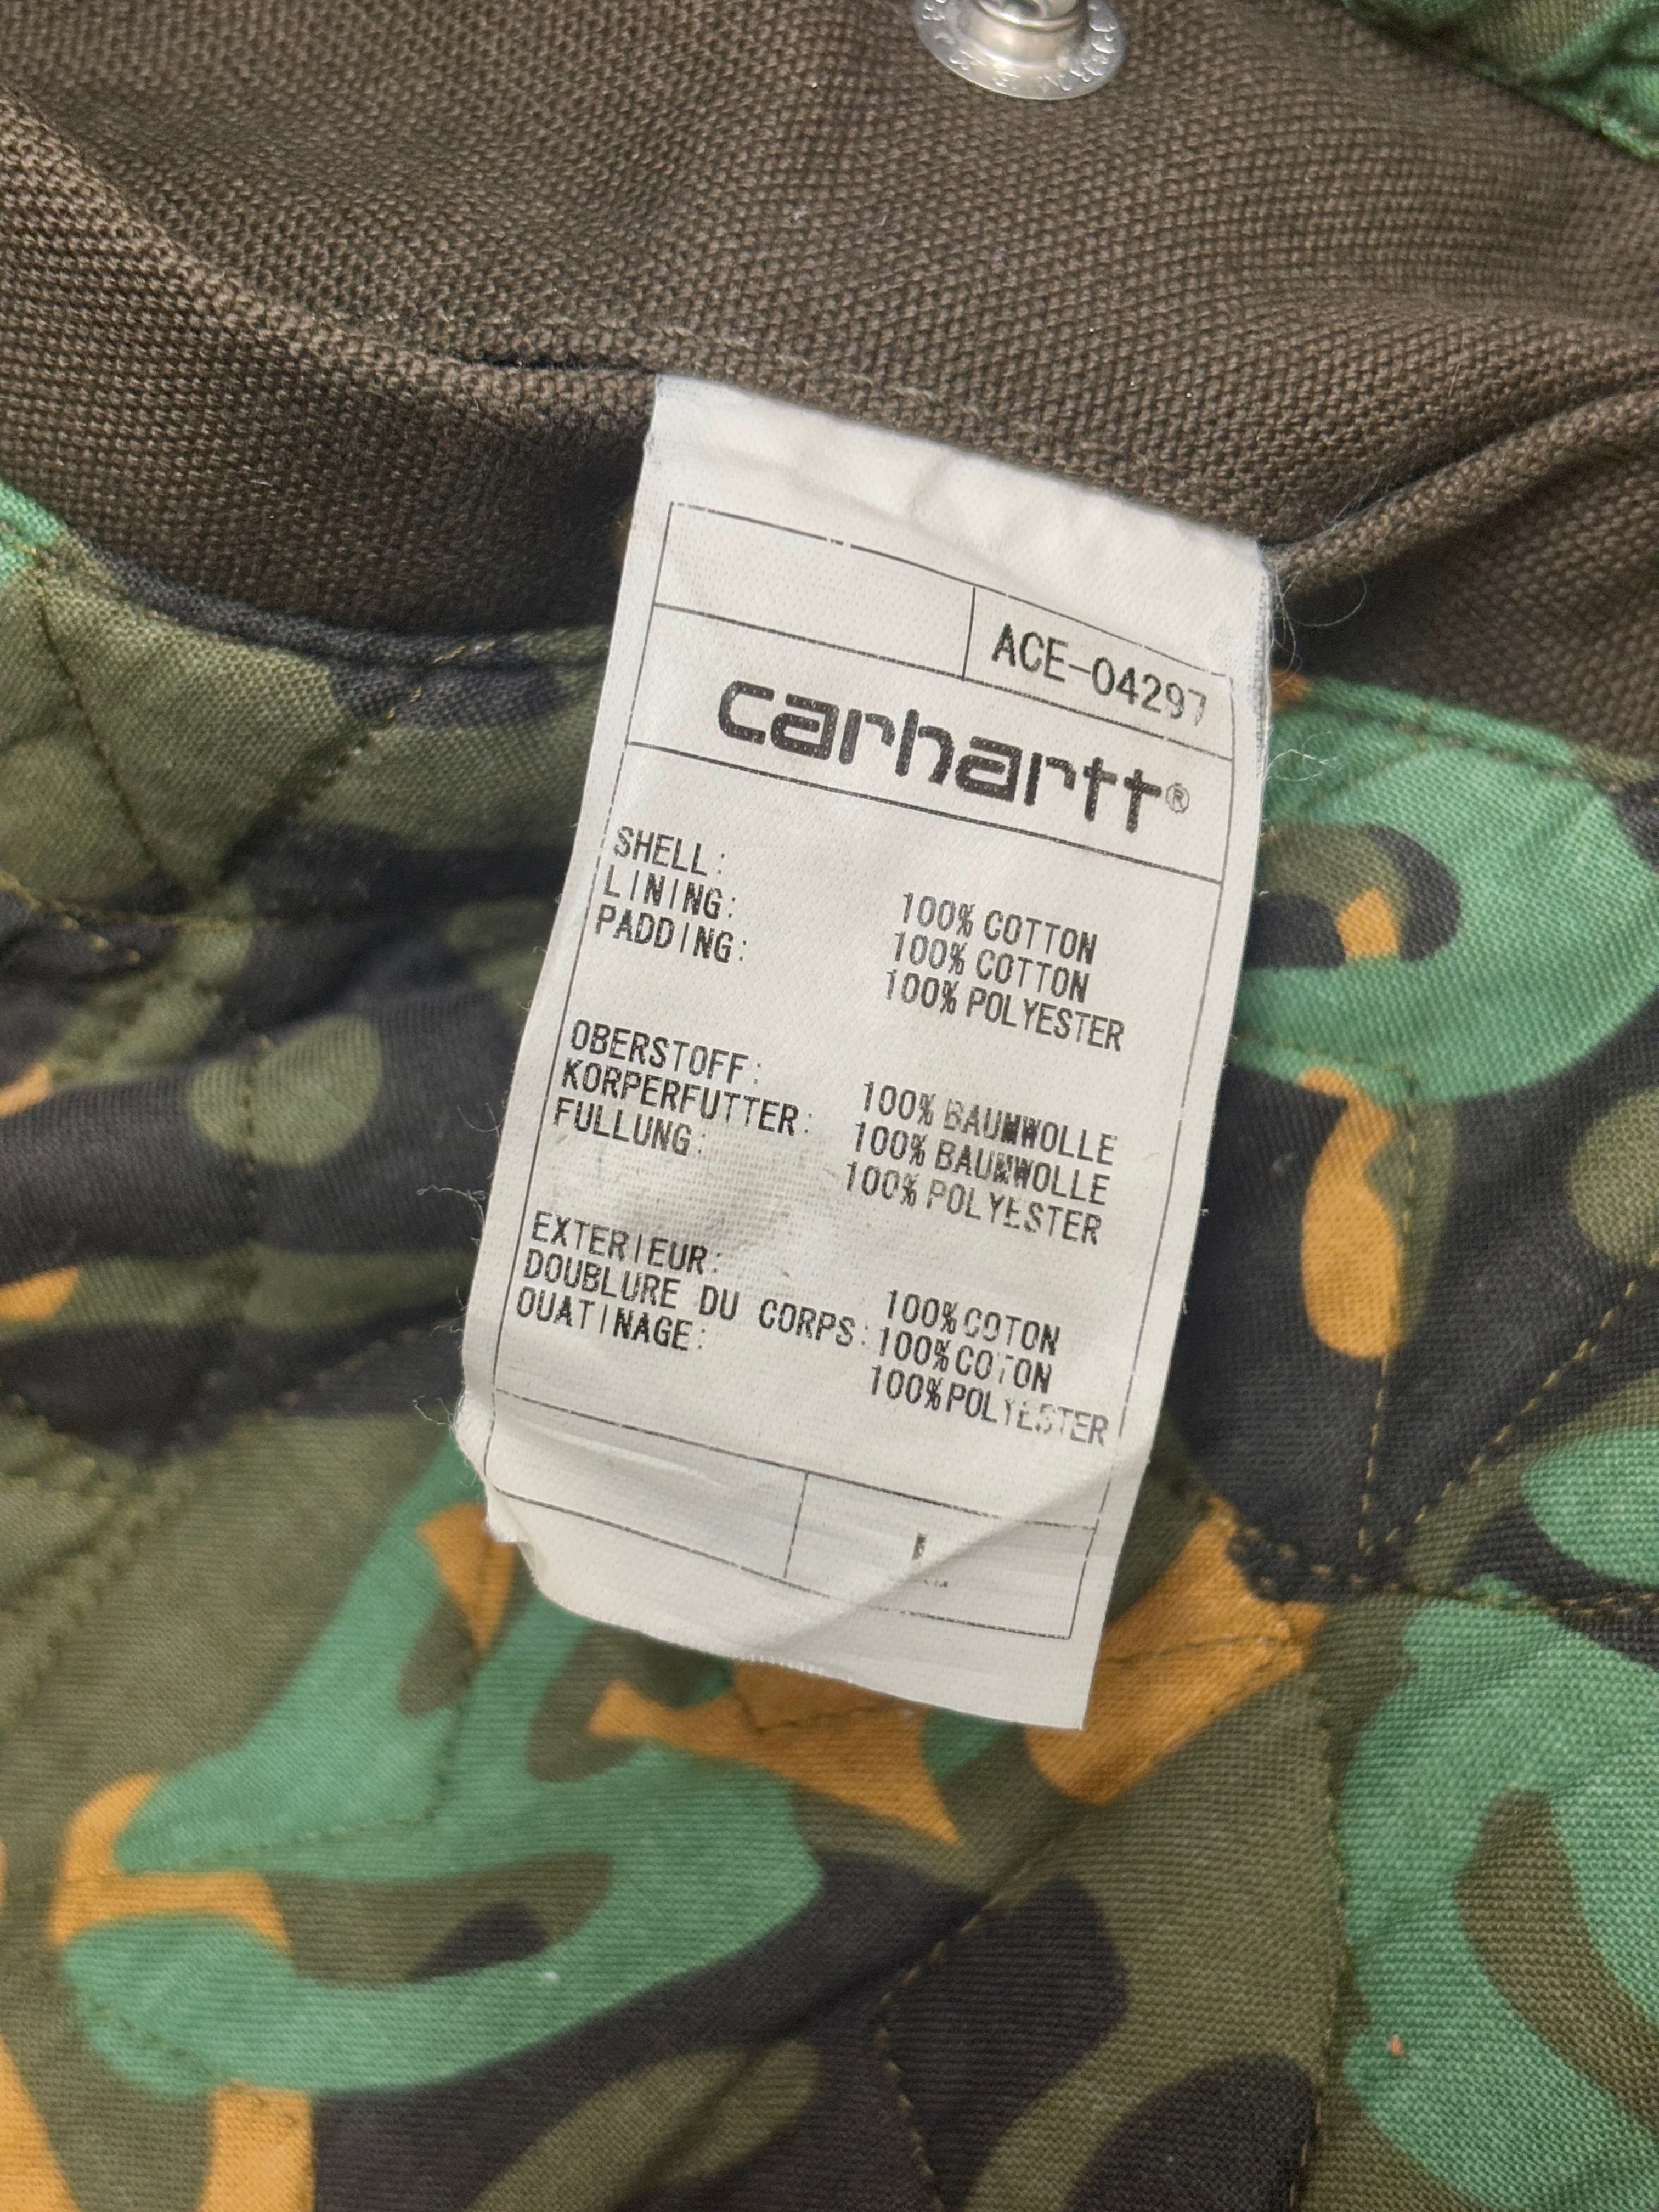 ACE-04297
carhartt®
SHELL: 100% COTTON
LINING: 100% COTTON
PADDING: 100% POLYESTER
OBERSTOFF: 100% BAUMWOLLE
KORPERFUTTER: 100% BAUMWOLLE
FULLUNG: 100% POLYESTER
EXTERIEUR: 100% COTON
DOUBLURE DU CORPS: 100% COTON
OUATINAGE: 100% POLYESTER